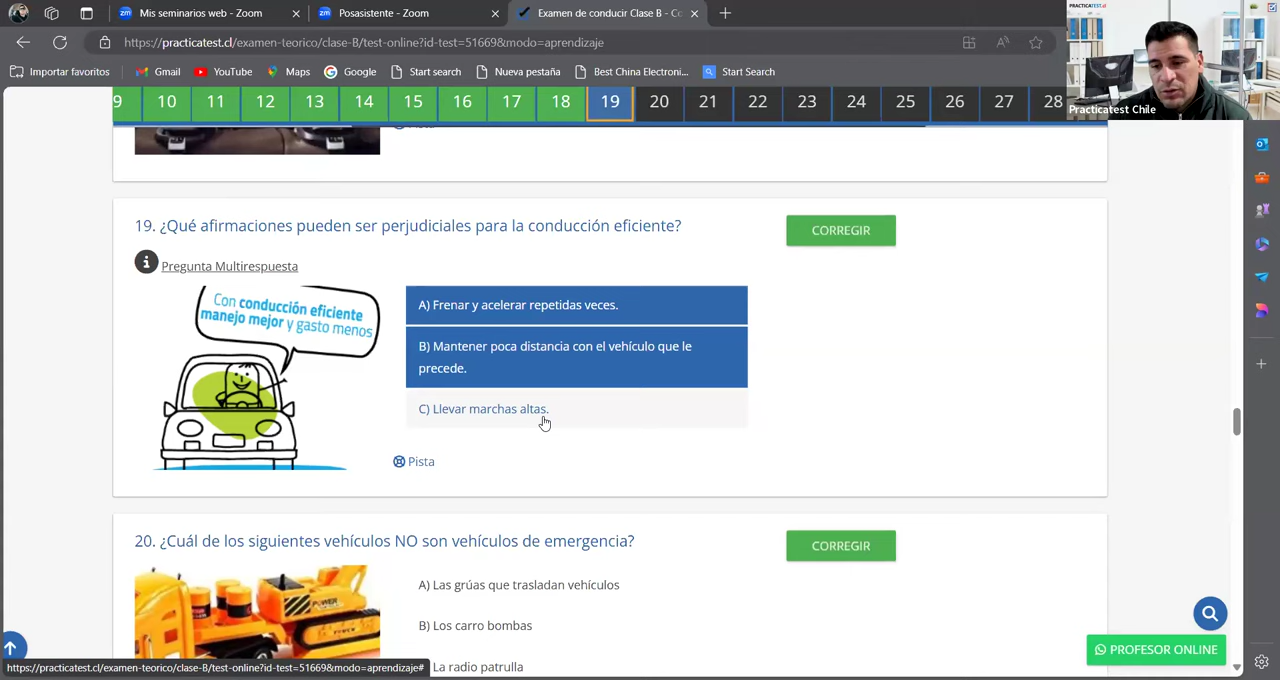 Mis seminarios web - Zoom
Posasistente - Zoom
Examen de conducir Clase B - Co
https://practicatest.cl/examen-teorico/clase-B/test-online?id-test=51669&modo=aprendizaje
Importar favoritos
Gmail
YouTube
Maps
Google
Start search
Nueva pestaña
Best China Electroni...
Start Search
PRACTICATEST.cl
Practicatest Chile
9 10 11 12 13 14 15 16 17 18 19 20 21 22 23 24 25 26 27 28
19. ¿Qué afirmaciones pueden ser perjudiciales para la conducción eficiente?
CORREGIR
Pregunta Multirespuesta
Con conducción eficiente
manejo mejor y gasto menos
A) Frenar y acelerar repetidas veces.
B) Mantener poca distancia con el vehículo que le
precede.
C) Llevar marchas altas.
Pista
20. ¿Cuál de los siguientes vehículos NO son vehículos de emergencia?
CORREGIR
A) Las grúas que trasladan vehículos
POWER
B) Los carro bombas
La radio patrulla
PROFESOR ONLINE
https://practicatest.cl/examen-teorico/clase-B/test-online?id-test=51669&modo=aprendizaje#